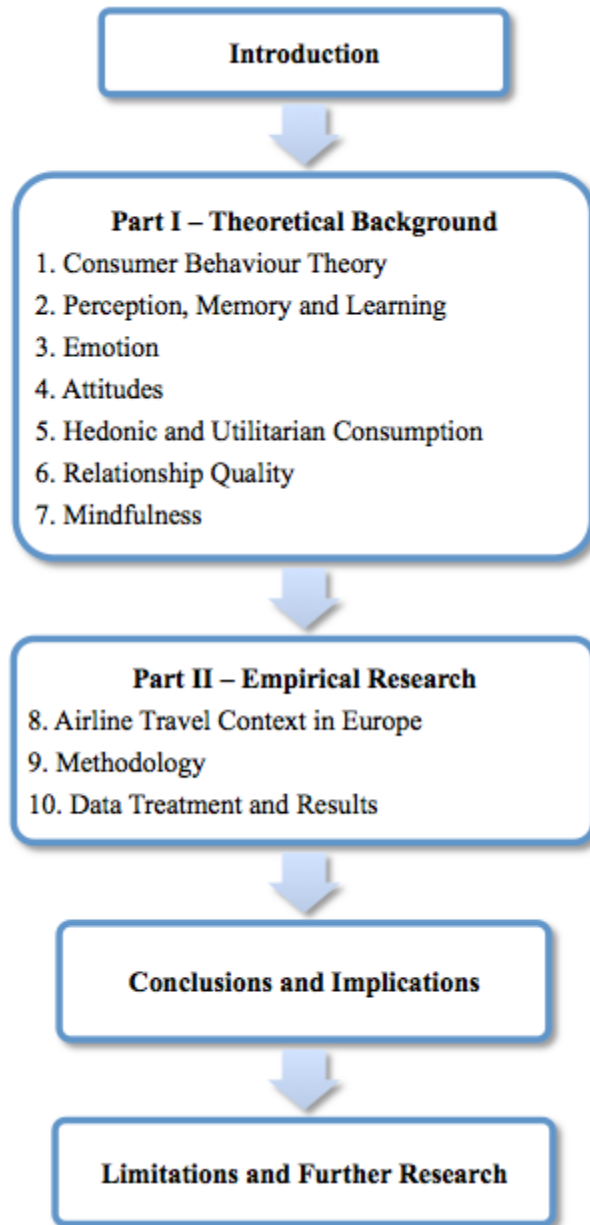 Introduction
Part I – Theoretical Background
1. Consumer Behaviour Theory
2. Perception, Memory and Learning
3. Emotion
4. Attitudes
5. Hedonic and Utilitarian Consumption
6. Relationship Quality
7. Mindfulness
Part II – Empirical Research
8. Airline Travel Context in Europe
9. Methodology
10. Data Treatment and Results
Conclusions and Implications
Limitations and Further Research